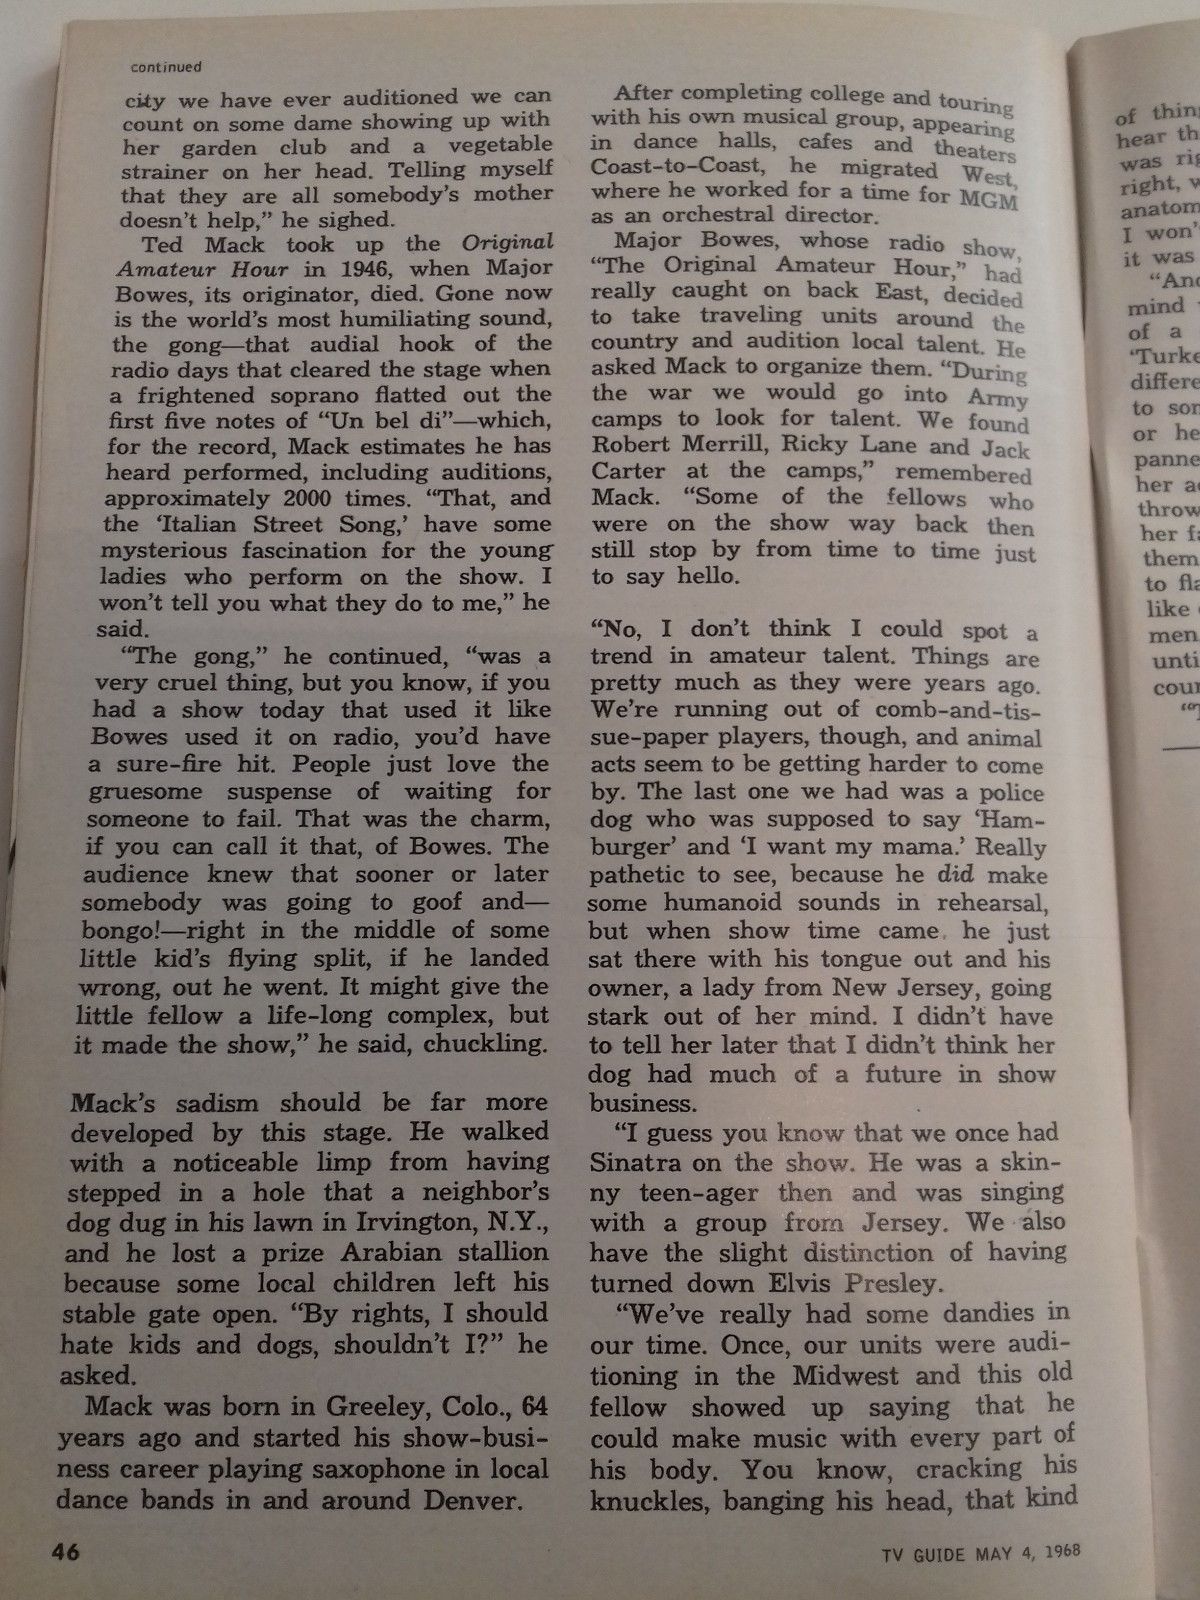 continued
city we have ever auditioned we can
count on some dame showing up with
her garden club and a vegetable
strainer on her head. Telling myself
that they are all somebody's mother
doesn't help," he sighed.
Ted Mack took up the Original
Amateur Hour in 1946, when Major
Bowes, its originator, died. Gone now
is the world's most humiliating sound,
the gong—that audial hook of the
radio days that cleared the stage when
a frightened soprano flatted out the
first five notes of "Un bel di"—which,
for the record, Mack estimates he has
heard performed, including auditions,
approximately 2000 times. "That, and
the 'Italian Street Song,' have some
mysterious fascination for the young
ladies who perform on the show. I
won't tell you what they do to me," he
said.
"The gong," he continued, "was a
very cruel thing, but you know, if you
had a show today that used it like
Bowes used it on radio, you'd have
a sure-fire hit. People just love the
gruesome suspense of waiting for
someone to fail. That was the charm,
if you can call it that, of Bowes. The
audience knew that sooner or later
somebody was going to goof and—
bongo!—right in the middle of some
little kid's flying split, if he landed
wrong, out he went. It might give the
little fellow a life-long complex, but
it made the show," he said, chuckling.
Mack's sadism should be far more
developed by this stage. He walked
with a noticeable limp from having
stepped in a hole that a neighbor's
dog dug in his lawn in Irvington, N.Y.,
and he lost a prize Arabian stallion
because some local children left his
stable gate open. "By rights, I should
hate kids and dogs, shouldn't I?" he
asked.
Mack was born in Greeley, Colo., 64
years ago and started his show-busi-
ness career playing saxophone in local
dance bands in and around Denver.
After completing college and touring
with his own musical group, appearing
in dance halls, cafes and theaters
Coast-to-Coast, he migrated West,
where he worked for a time for MGM
as an orchestral director.
Major Bowes, whose radio show,
"The Original Amateur Hour," had
really caught on back East, decided
to take traveling units around the
country and audition local talent. He
asked Mack to organize them. "During
the war we would go into Army
camps to look for talent. We found
Robert Merrill, Ricky Lane and Jack
Carter at the camps," remembered
Mack. "Some of the fellows who
were on the show way back then
still stop by from time to time just
to say hello.
"No, I don't think I could spot a
trend in amateur talent. Things are
pretty much as they were years ago.
We're running out of comb-and-tis-
sue-paper players, though, and animal
acts seem to be getting harder to come
by. The last one we had was a police
dog who was supposed to say 'Ham-
burger' and 'I want my mama.' Really
pathetic to see, because he did make
some humanoid sounds in rehearsal,
but when show time came, he just
sat there with his tongue out and his
owner, a lady from New Jersey, going
stark out of her mind. I didn't have
to tell her later that I didn't think her
dog had much of a future in show
business.
"I guess you know that we once had
Sinatra on the show. He was a skin-
ny teen-ager then and was singing
with a group from Jersey. We also
have the slight distinction of having
turned down Elvis Presley.
"We've really had some dandies in
our time. Once, our units were audi-
tioning in the Midwest and this old
fellow showed up saying that he
could make music with every part of
his body. You know, cracking his
knuckles, banging his head, that kind
46
TV GUIDE MAY 4, 1968
of
hear
was
right,
I won't
it was
mind
of a
to
or he
her
her
them
to
like
men